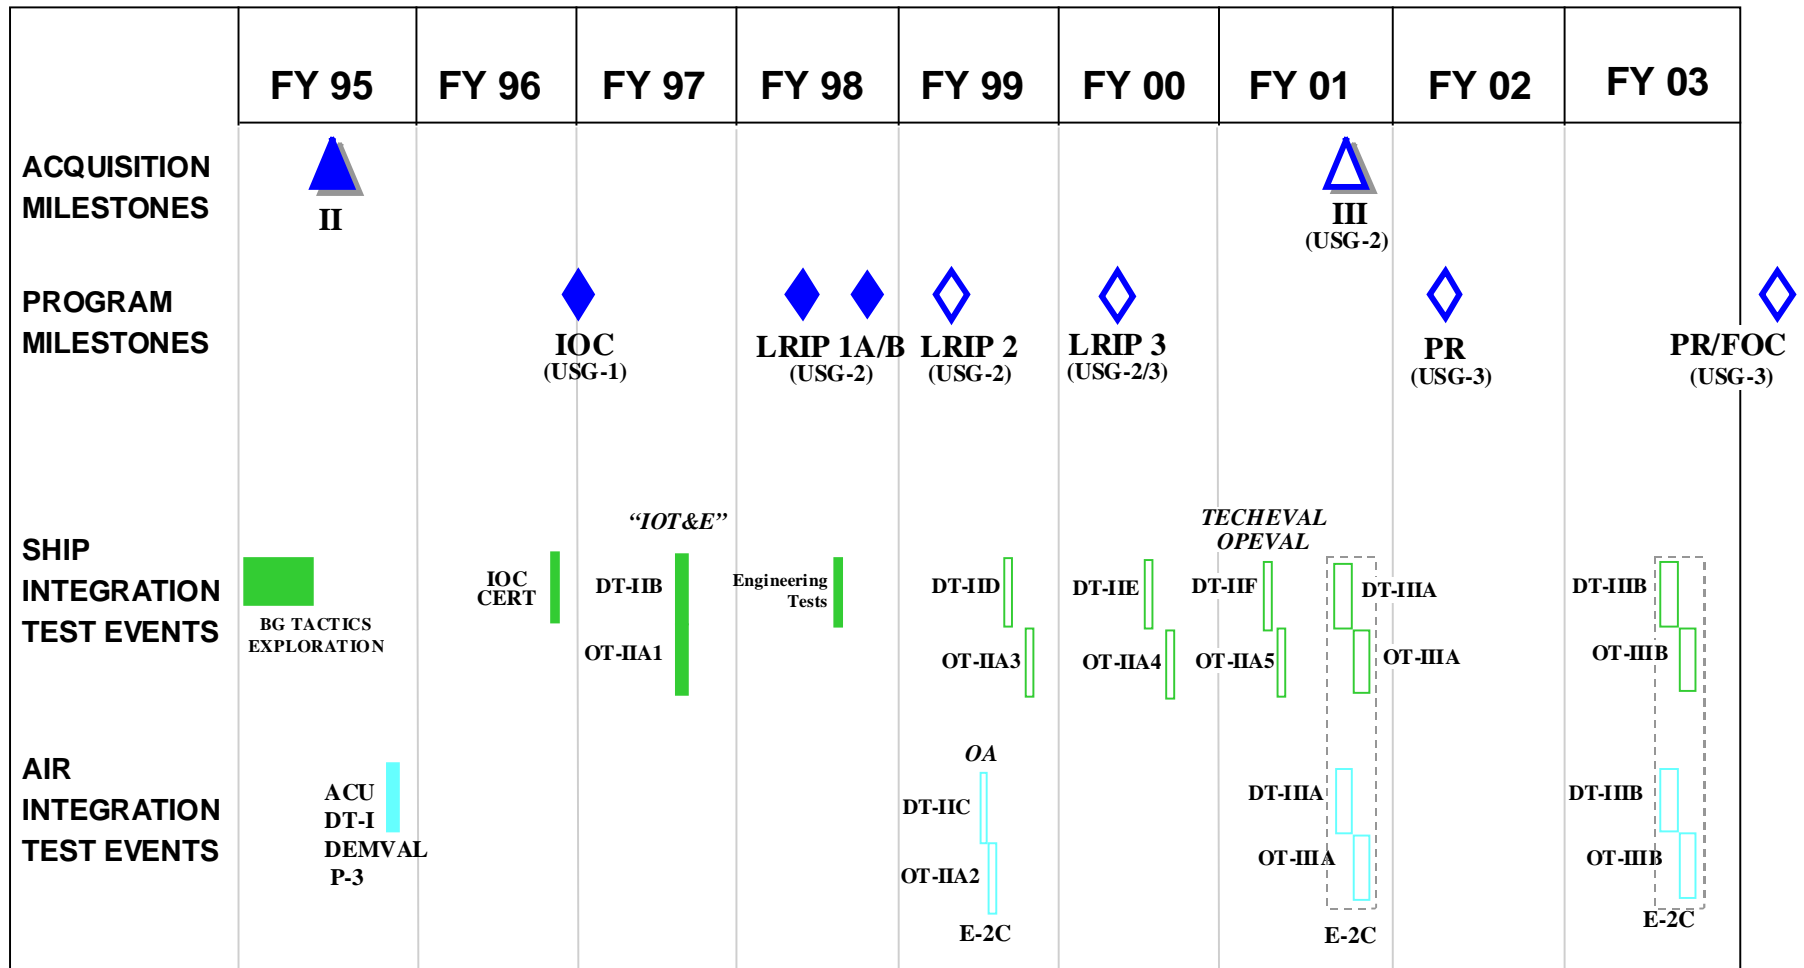 FY 95 FY 96 FY 97 FY 98 FY 99 FY 00 FY 01 FY 02 FY 03
ACQUISITION
MILESTONES
II
III
(USG-2)
PROGRAM
MILESTONES
IOC
(USG-1)
LRIP 1A/B
(USG-2)
LRIP 2
(USG-2)
LRIP 3
(USG-2/3)
PR
(USG-3)
PR/FOC
(USG-3)
SHIP
INTEGRATION
TEST EVENTS
BG TACTICS
EXPLORATION
IOC
CERT
“IOT&E”
DT-IIB
OT-IIA1
Engineering
Tests
DT-IID
OT-IIA3
DT-IIE
OT-IIA4
TECHEVAL
OPEVAL
DT-IIF
OT-IIA5
DT-IIIA
OT-IIIA
DT-IIIB
OT-IIIB
AIR
INTEGRATION
TEST EVENTS
ACU
DT-I
DEMVAL
P-3
OA
DT-IIC
OT-IIA2
E-2C
DT-IIIA
OT-IIIA
E-2C
DT-IIIB
OT-IIIB
E-2C